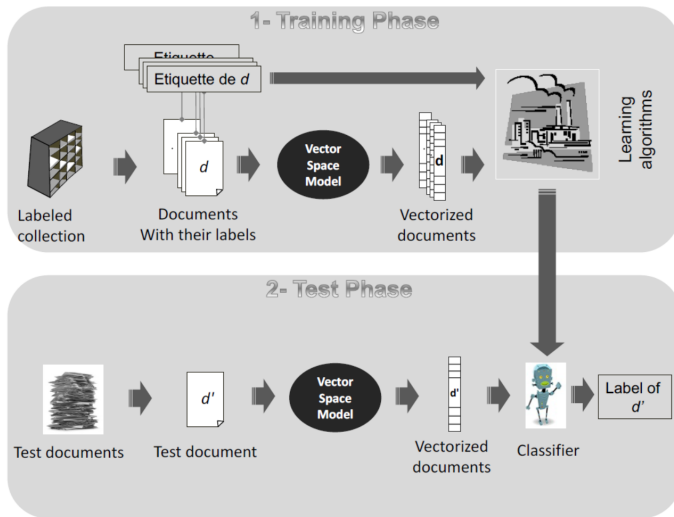 1- Training Phase
Etiquette
Etiquette de d
d
Vector
Space
Model
d
Learning
algorithms
Labeled
collection
Documents
With their labels
Vectorized
documents
2- Test Phase
d'
Vector
Space
Model
d'
Label of
d'
Test documents
Test document
Vectorized
documents
Classifier